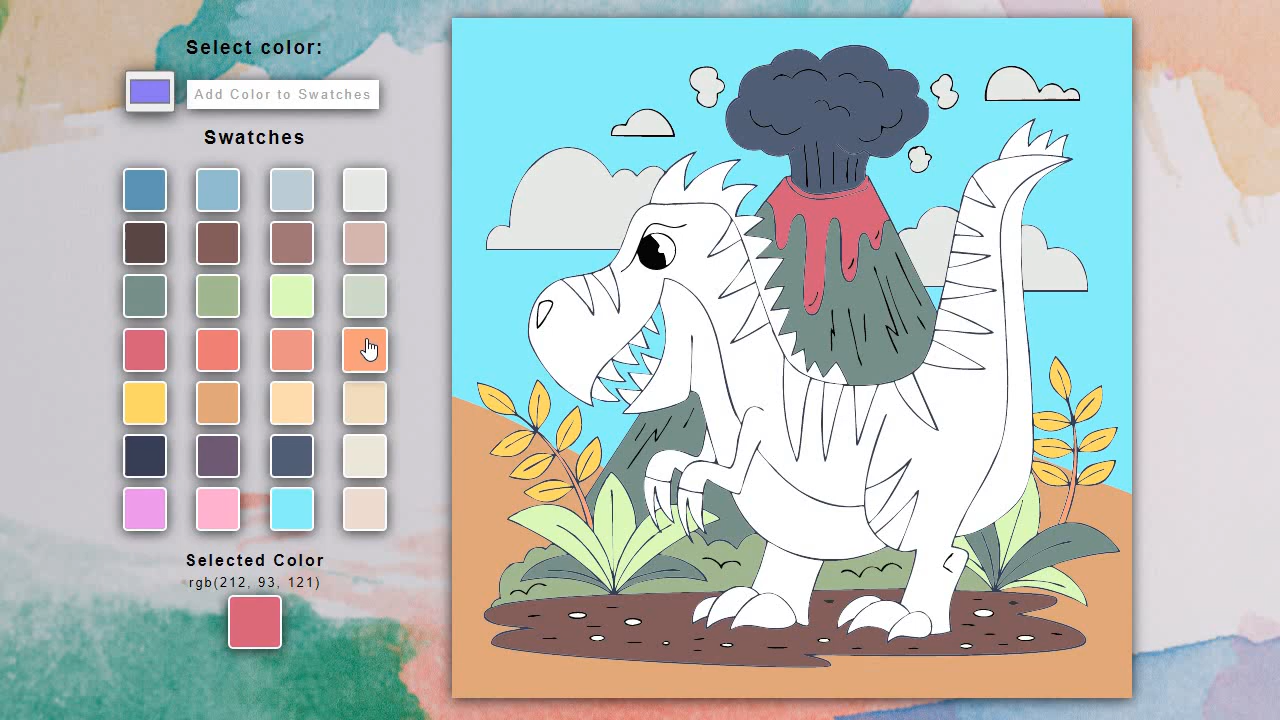 Select color:
Add Color to Swatches
Swatches
Selected Color
rgb(212, 93, 121)